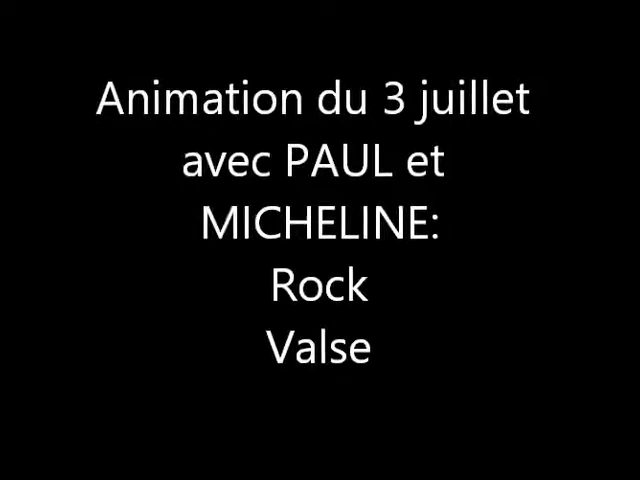 Animation du 3 juillet
avec PAUL et
MICHELINE:
Rock
Valse